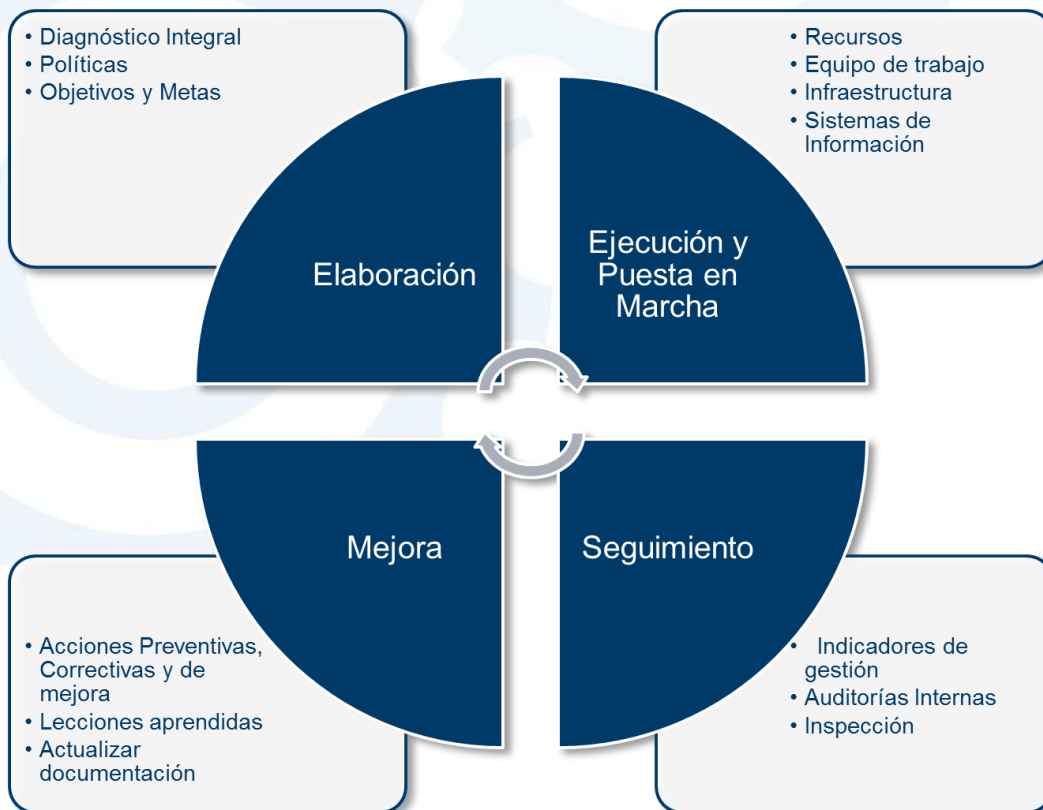 • Diagnóstico Integral
• Políticas
• Objetivos y Metas
• Recursos
• Equipo de trabajo
• Infraestructura
• Sistemas de
Información
Elaboración
Ejecución y
Puesta en
Marcha
Mejora
Seguimiento
• Acciones Preventivas,
Correctivas y de
mejora
• Lecciones aprendidas
• Actualizar
documentación
• Indicadores de
gestión
• Auditorías Internas
• Inspección